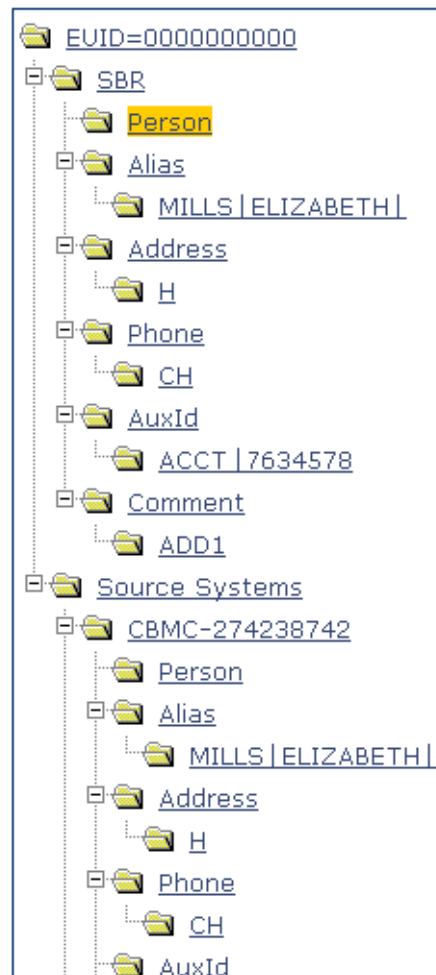 EUID=0000000000
SBR
Person
Alias
MILLS|ELIZABETH|
Address
H
Phone
CH
AuxId
ACCT|7634578
Comment
ADD1
Source Systems
CBMC-274238742
Person
Alias
MILLS|ELIZABETH|
Address
H
Phone
CH
AuxId